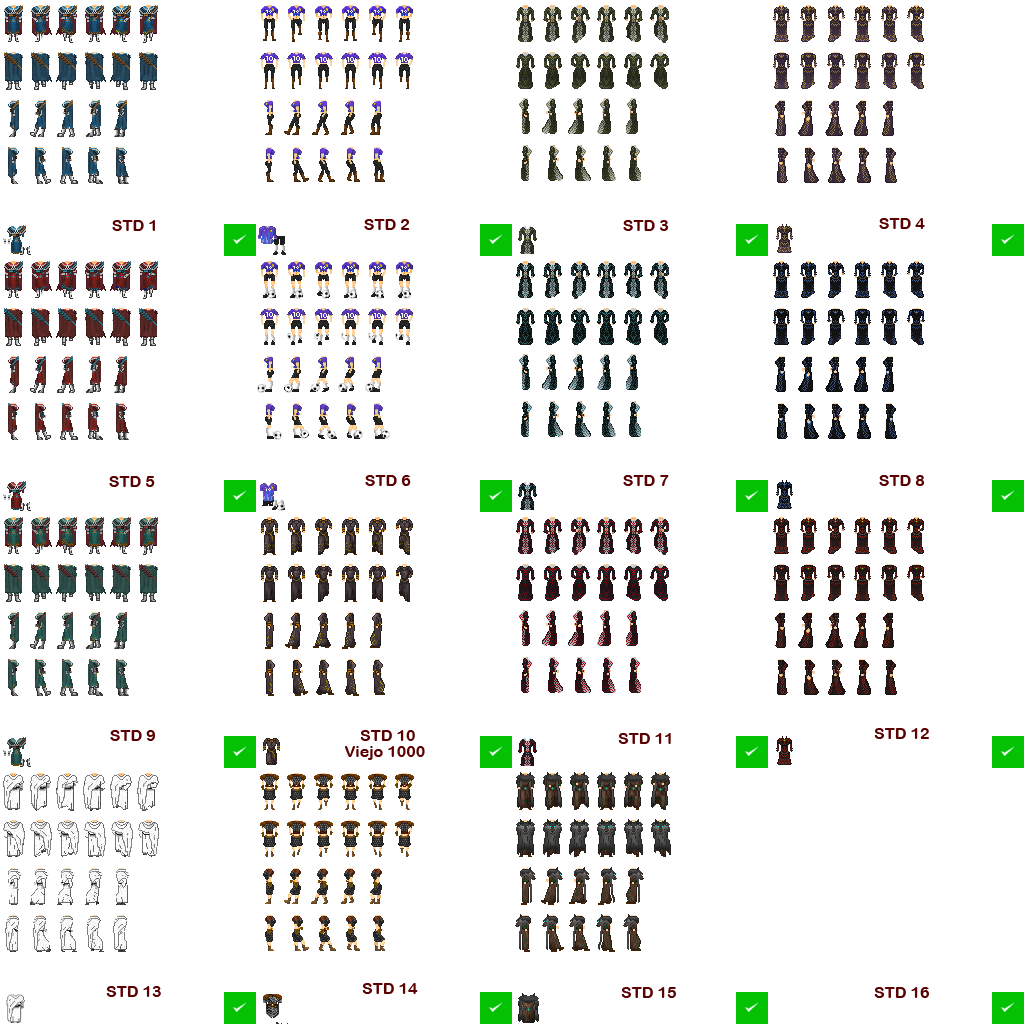 STD 1
STD 2
STD 3
STD 4
STD 5
STD 6
STD 7
STD 8
STD 9
STD 10
Viejo 1000
STD 11
STD 12
STD 13
STD 14
STD 15
STD 16